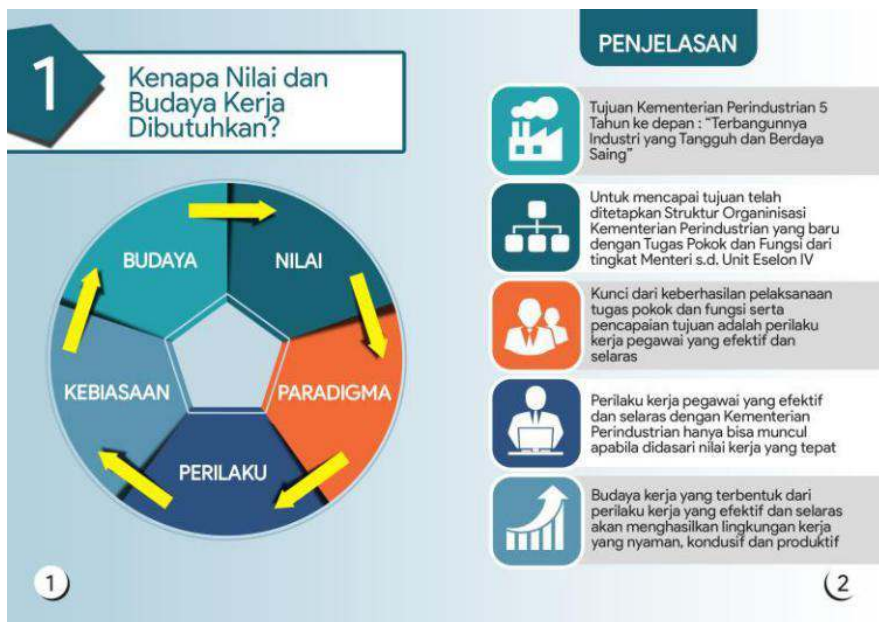 1
Kenapa Nilai dan
Budaya Kerja
Dibutuhkan?
BUDAYA
NILAI
KEBIASAAN
PARADIGMA
PERILAKU
1
PENJELASAN
Tujuan Kementerian Perindustrian 5
Tahun ke depan : “Terbangunnya
Industri yang Tangguh dan Berdaya
Saing”
Untuk mencapai tujuan telah
ditetapkan Struktur Organinisasi
Kementerian Perindustrian yang baru
dengan Tugas Pokok dan Fungsi dari
tingkat Menteri s.d. Unit Eselon IV
Kunci dari keberhasilan pelaksanaan
tugas pokok dan fungsi serta
pencapaian tujuan adalah perilaku
kerja pegawai yang efektif dan
selaras
Perilaku kerja pegawai yang efektif
dan selaras dengan Kementerian
Perindustrian hanya bisa muncul
apabila didasari nilai kerja yang tepat
Budaya kerja yang terbentuk dari
perilaku kerja yang efektif dan selaras
akan menghasilkan lingkungan kerja
yang nyaman, kondusif dan produktif
2